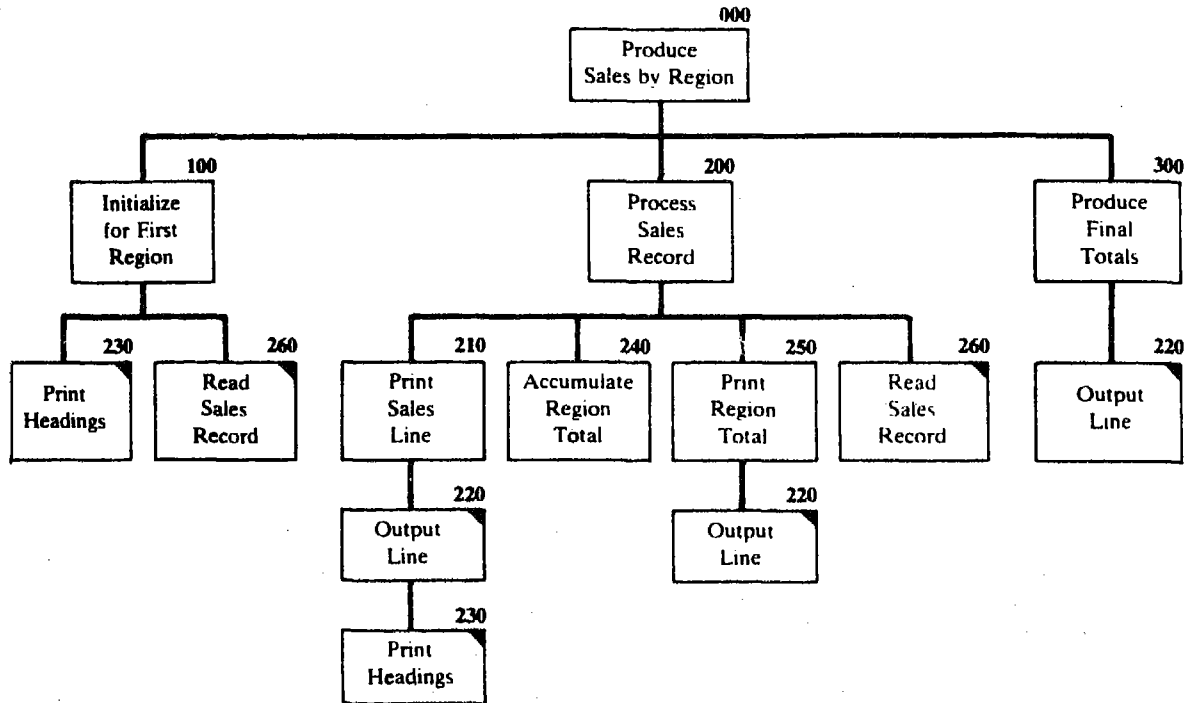 000
Produce
Sales by Region
100
Initialize
for First
Region
200
Process
Sales
Record
300
Produce
Final
Totals
230
Print
Headings
260
Read
Sales
Record
210
Print
Sales
Line
240
Accumulate
Region
Total
250
Print
Region
Total
260
Read
Sales
Record
220
Output
Line
220
Output
Line
220
Output
Line
230
Print
Headings